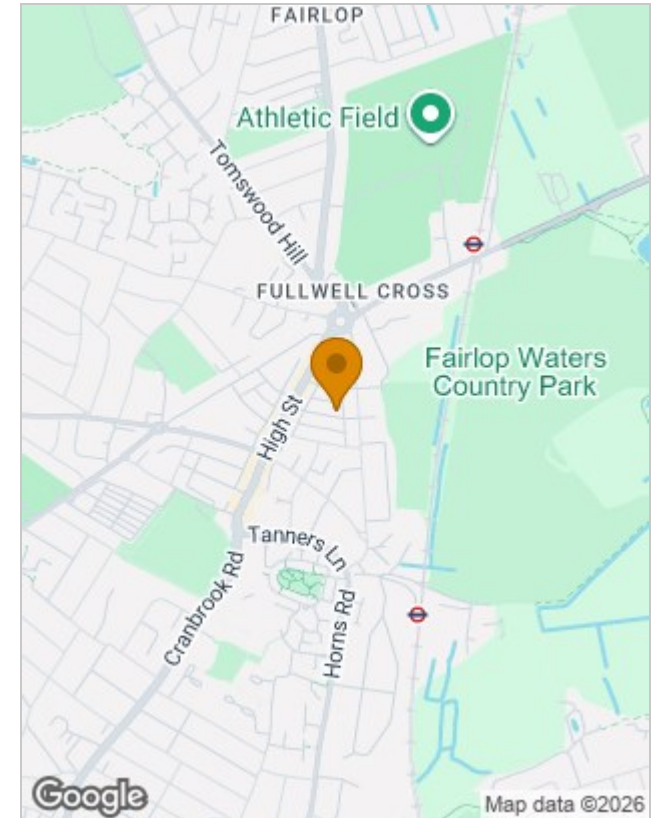 FAIRLOP
Athletic Field
Tomswood Hill
FULLWELL CROSS
Fairlop Waters
Country Park
High St
Tanners Ln
Cranbrook Rd
Horns Rd
Google
Map data ©2026